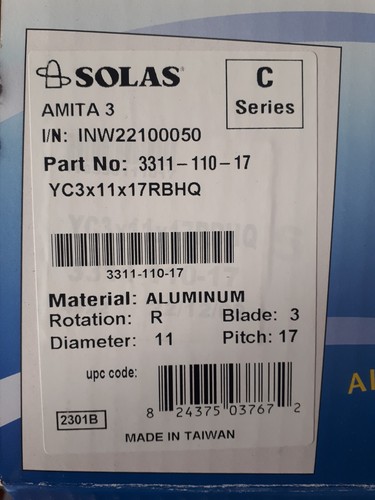 SOLAS
C
Series
AMITA 3
I/N: INW22100050
Part No: 3311-110-17
YC3x11x17RBHQ
3311-110-17
Material: ALUMINUM
Rotation: R Blade: 3
Diameter: 11 Pitch: 17
upc code:
8 24375 03767 2
2301B
MADE IN TAIWAN